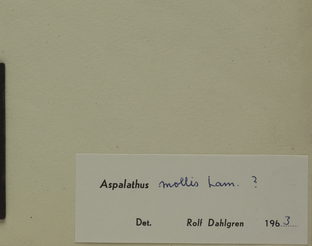 Aspalathus mollis Lam. ?
Det. Rolf Dahlgren 1963